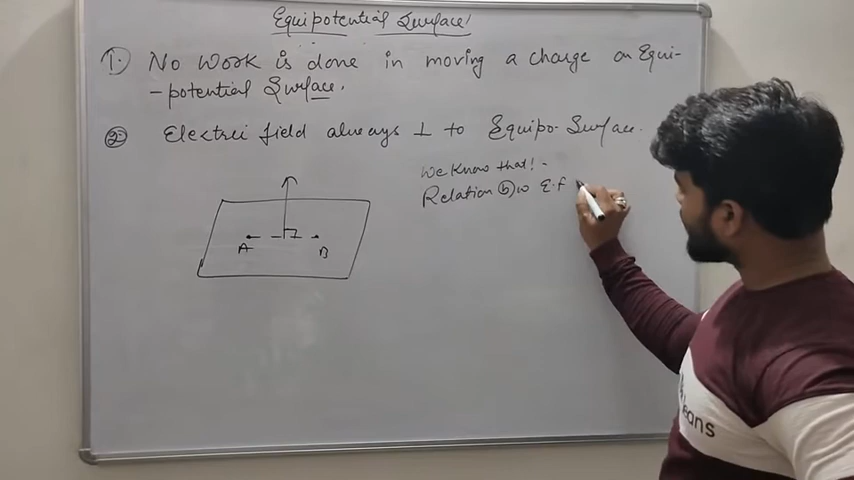 Equipotential Surface!
1. No Work is done in moving a charge on Equi-
-potential Surface.
2. Electric field always ⊥ to Equipo. Surface.
We Know that! -
Relation b/w E.F
A
B
eans